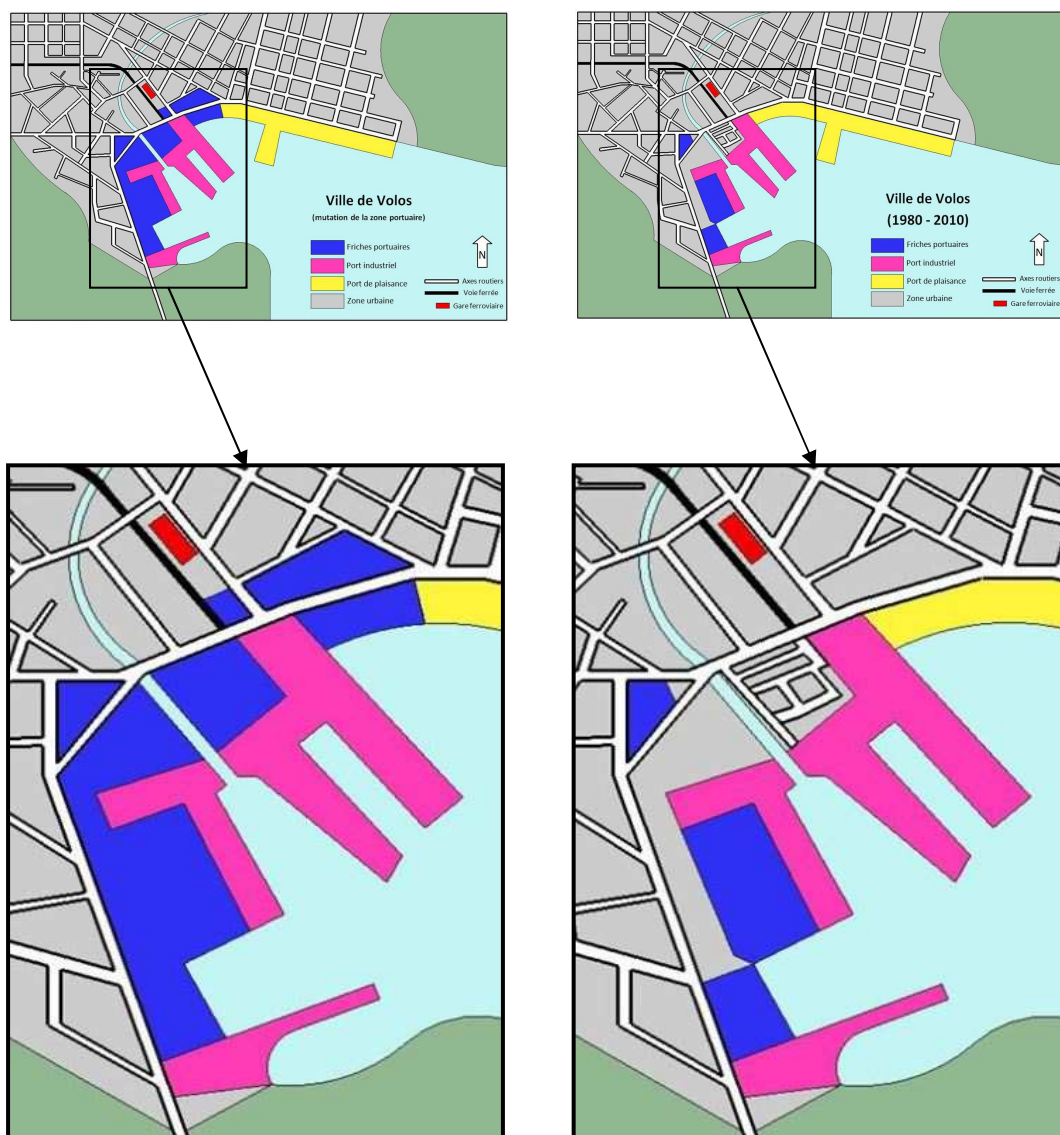 Ville de Volos
(mutation de la zone portuaire)
Friches portuaires
Port industriel
Port de plaisance
Zone urbaine
N
Axes routiers
Voie ferrée
Gare ferroviaire
Ville de Volos
(1980 - 2010)
Friches portuaires
Port industriel
Port de plaisance
Zone urbaine
N
Axes routiers
Voie ferrée
Gare ferroviaire